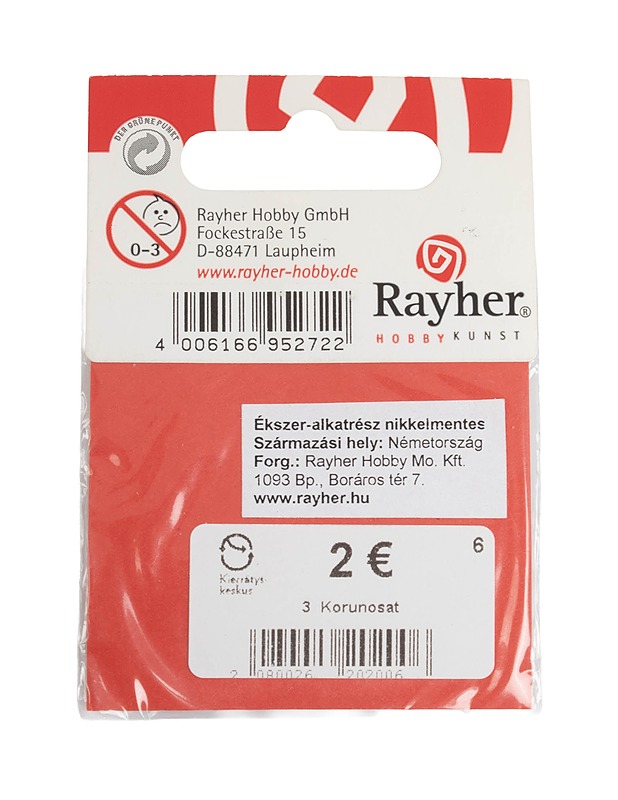 DER GRÜNE PUNKT
0-3
Rayher Hobby GmbH
Fockestraße 15
D-88471 Laupheim
www.rayher-hobby.de
Rayher®
HOBBYKUNST
4 006166 952722
Ékszer-alkatrész nikkelmentes
Származási hely: Németország
Forg.: Rayher Hobby Mo. Kft.
1093 Bp., Boráros tér 7.
www.rayher.hu
Kierrätys
keskus
2 €
6
3 Korunosat
2 080026 202006